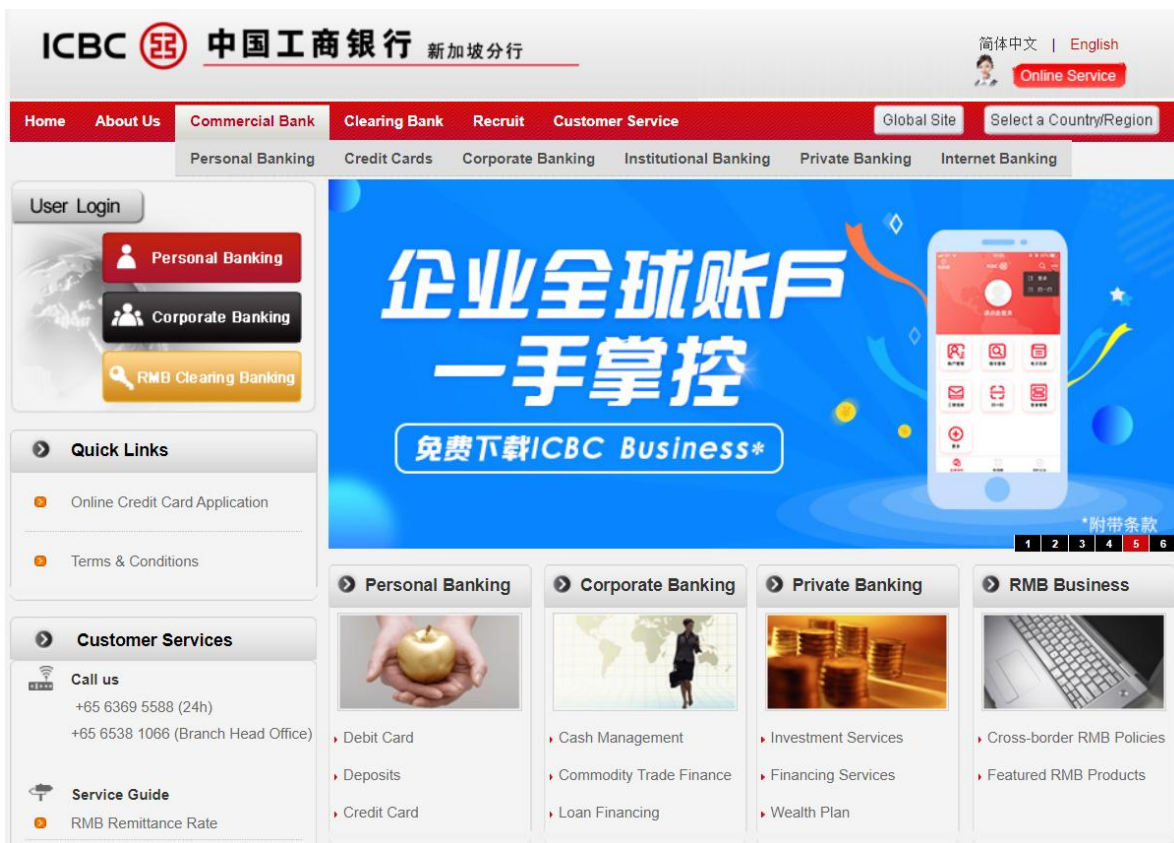 ICBC 中国工商银行 新加坡分行
简体中文 | English
Online Service
Home About Us Commercial Bank Clearing Bank Recruit Customer Service Global Site Select a Country/Region
Personal Banking Credit Cards Corporate Banking Institutional Banking Private Banking Internet Banking
User Login
Personal Banking
Corporate Banking
RMB Clearing Banking
企业全球账戶
一手掌控
免费下载ICBC Business*
*附带条款
1 2 3 4 5 6
Quick Links
Online Credit Card Application
Terms & Conditions
Customer Services
Call us
+65 6369 5588 (24h)
+65 6538 1066 (Branch Head Office)
Service Guide
RMB Remittance Rate
Personal Banking
Debit Card
Deposits
Credit Card
Corporate Banking
Cash Management
Commodity Trade Finance
Loan Financing
Private Banking
Investment Services
Financing Services
Wealth Plan
RMB Business
Cross-border RMB Policies
Featured RMB Products